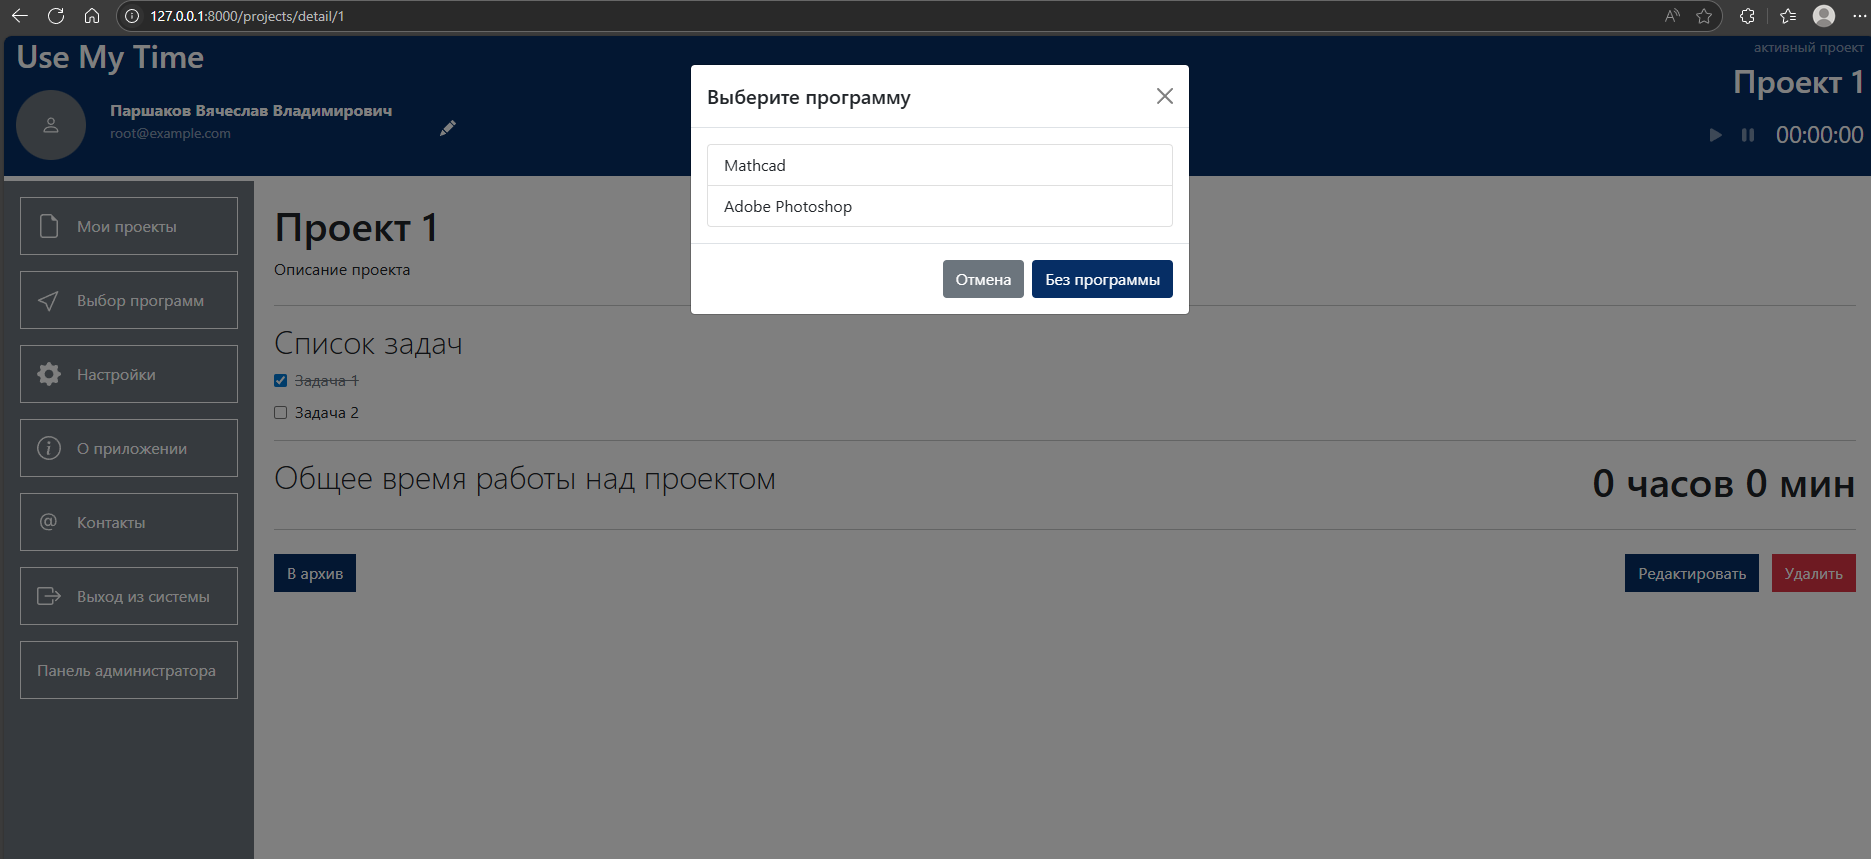 127.0.0.1:8000/projects/detail/1
Use My Time
Паршаков Вячеслав Владимирович
root@example.com
активный проект
Проект 1
00:00:00
Выберите программу
Mathcad
Adobe Photoshop
Отмена
Без программы
Мои проекты
Выбор программ
Настройки
О приложении
Контакты
Выход из системы
Панель администратора
Проект 1
Описание проекта
Список задач
Задача 1
Задача 2
Общее время работы над проектом
0 часов 0 мин
В архив
Редактировать
Удалить